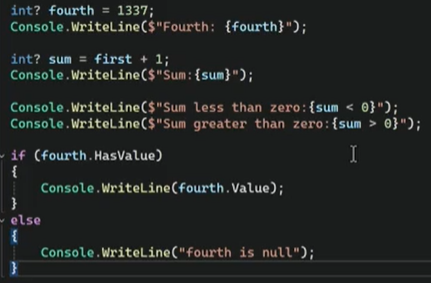 int? fourth = 1337;
Console.WriteLine($"Fourth: {fourth}");
int? sum = first + 1;
Console.WriteLine($"Sum:{sum}");
Console.WriteLine($"Sum less than zero:{sum < 0}");
Console.WriteLine($"Sum greater than zero:{sum > 0}");
if (fourth.HasValue)
{
    Console.WriteLine(fourth.Value);
}
else
{
    Console.WriteLine("fourth is null");
}